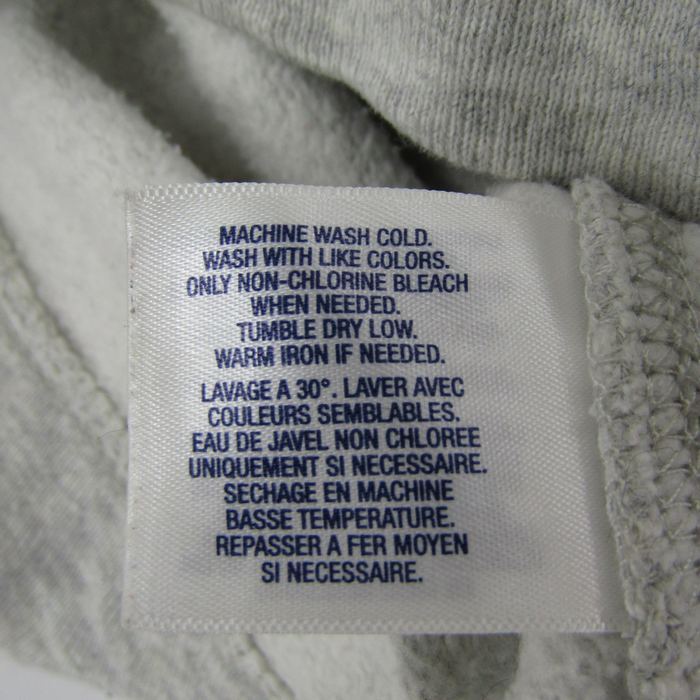 MACHINE WASH COLD.
WASH WITH LIKE COLORS.
ONLY NON-CHLORINE BLEACH
WHEN NEEDED.
TUMBLE DRY LOW.
WARM IRON IF NEEDED.
LAVAGE A 30°. LAVER AVEC
COULEURS SEMBLABLES.
EAU DE JAVEL NON CHLOREE
UNIQUEMENT SI NECESSAIRE.
SECHAGE EN MACHINE
BASSE TEMPERATURE.
REPASSER A FER MOYEN
SI NECESSAIRE.